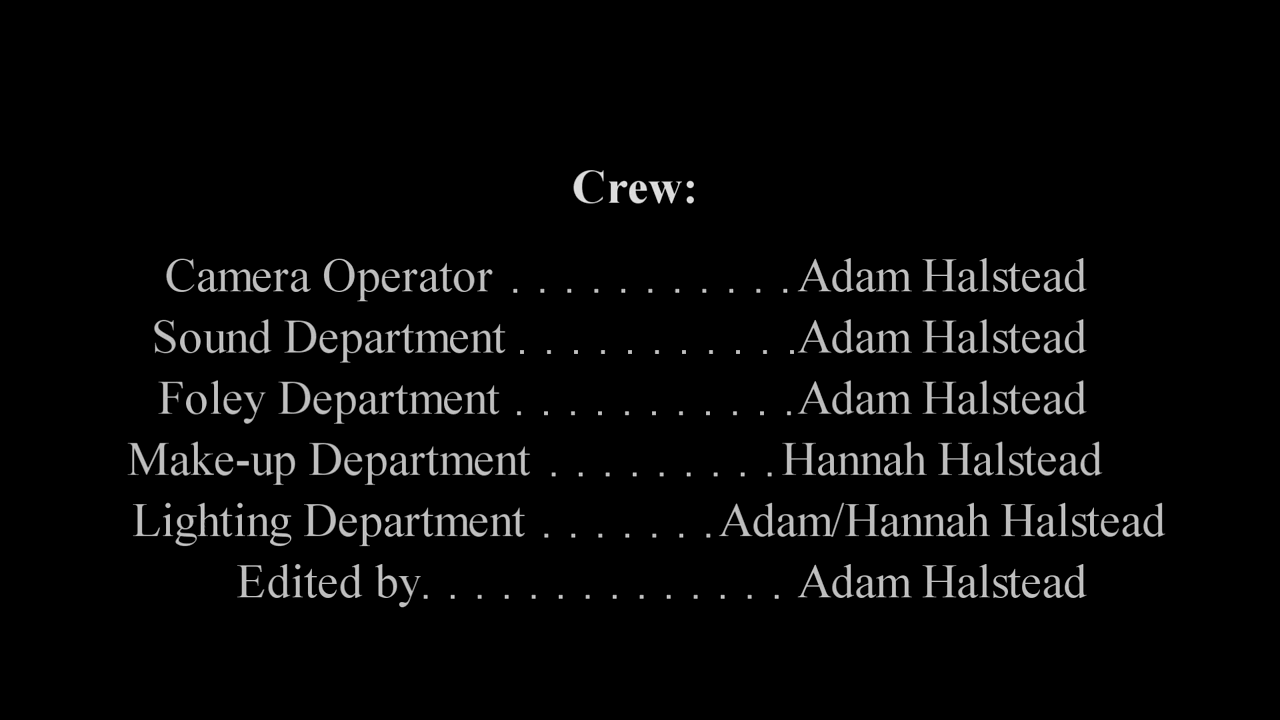 Crew:
Camera Operator . . . . . . . . . . . Adam Halstead
Sound Department . . . . . . . . . . .Adam Halstead
Foley Department . . . . . . . . . . .Adam Halstead
Make-up Department . . . . . . . . . Hannah Halstead
Lighting Department . . . . . . . Adam/Hannah Halstead
Edited by. . . . . . . . . . . . . . Adam Halstead